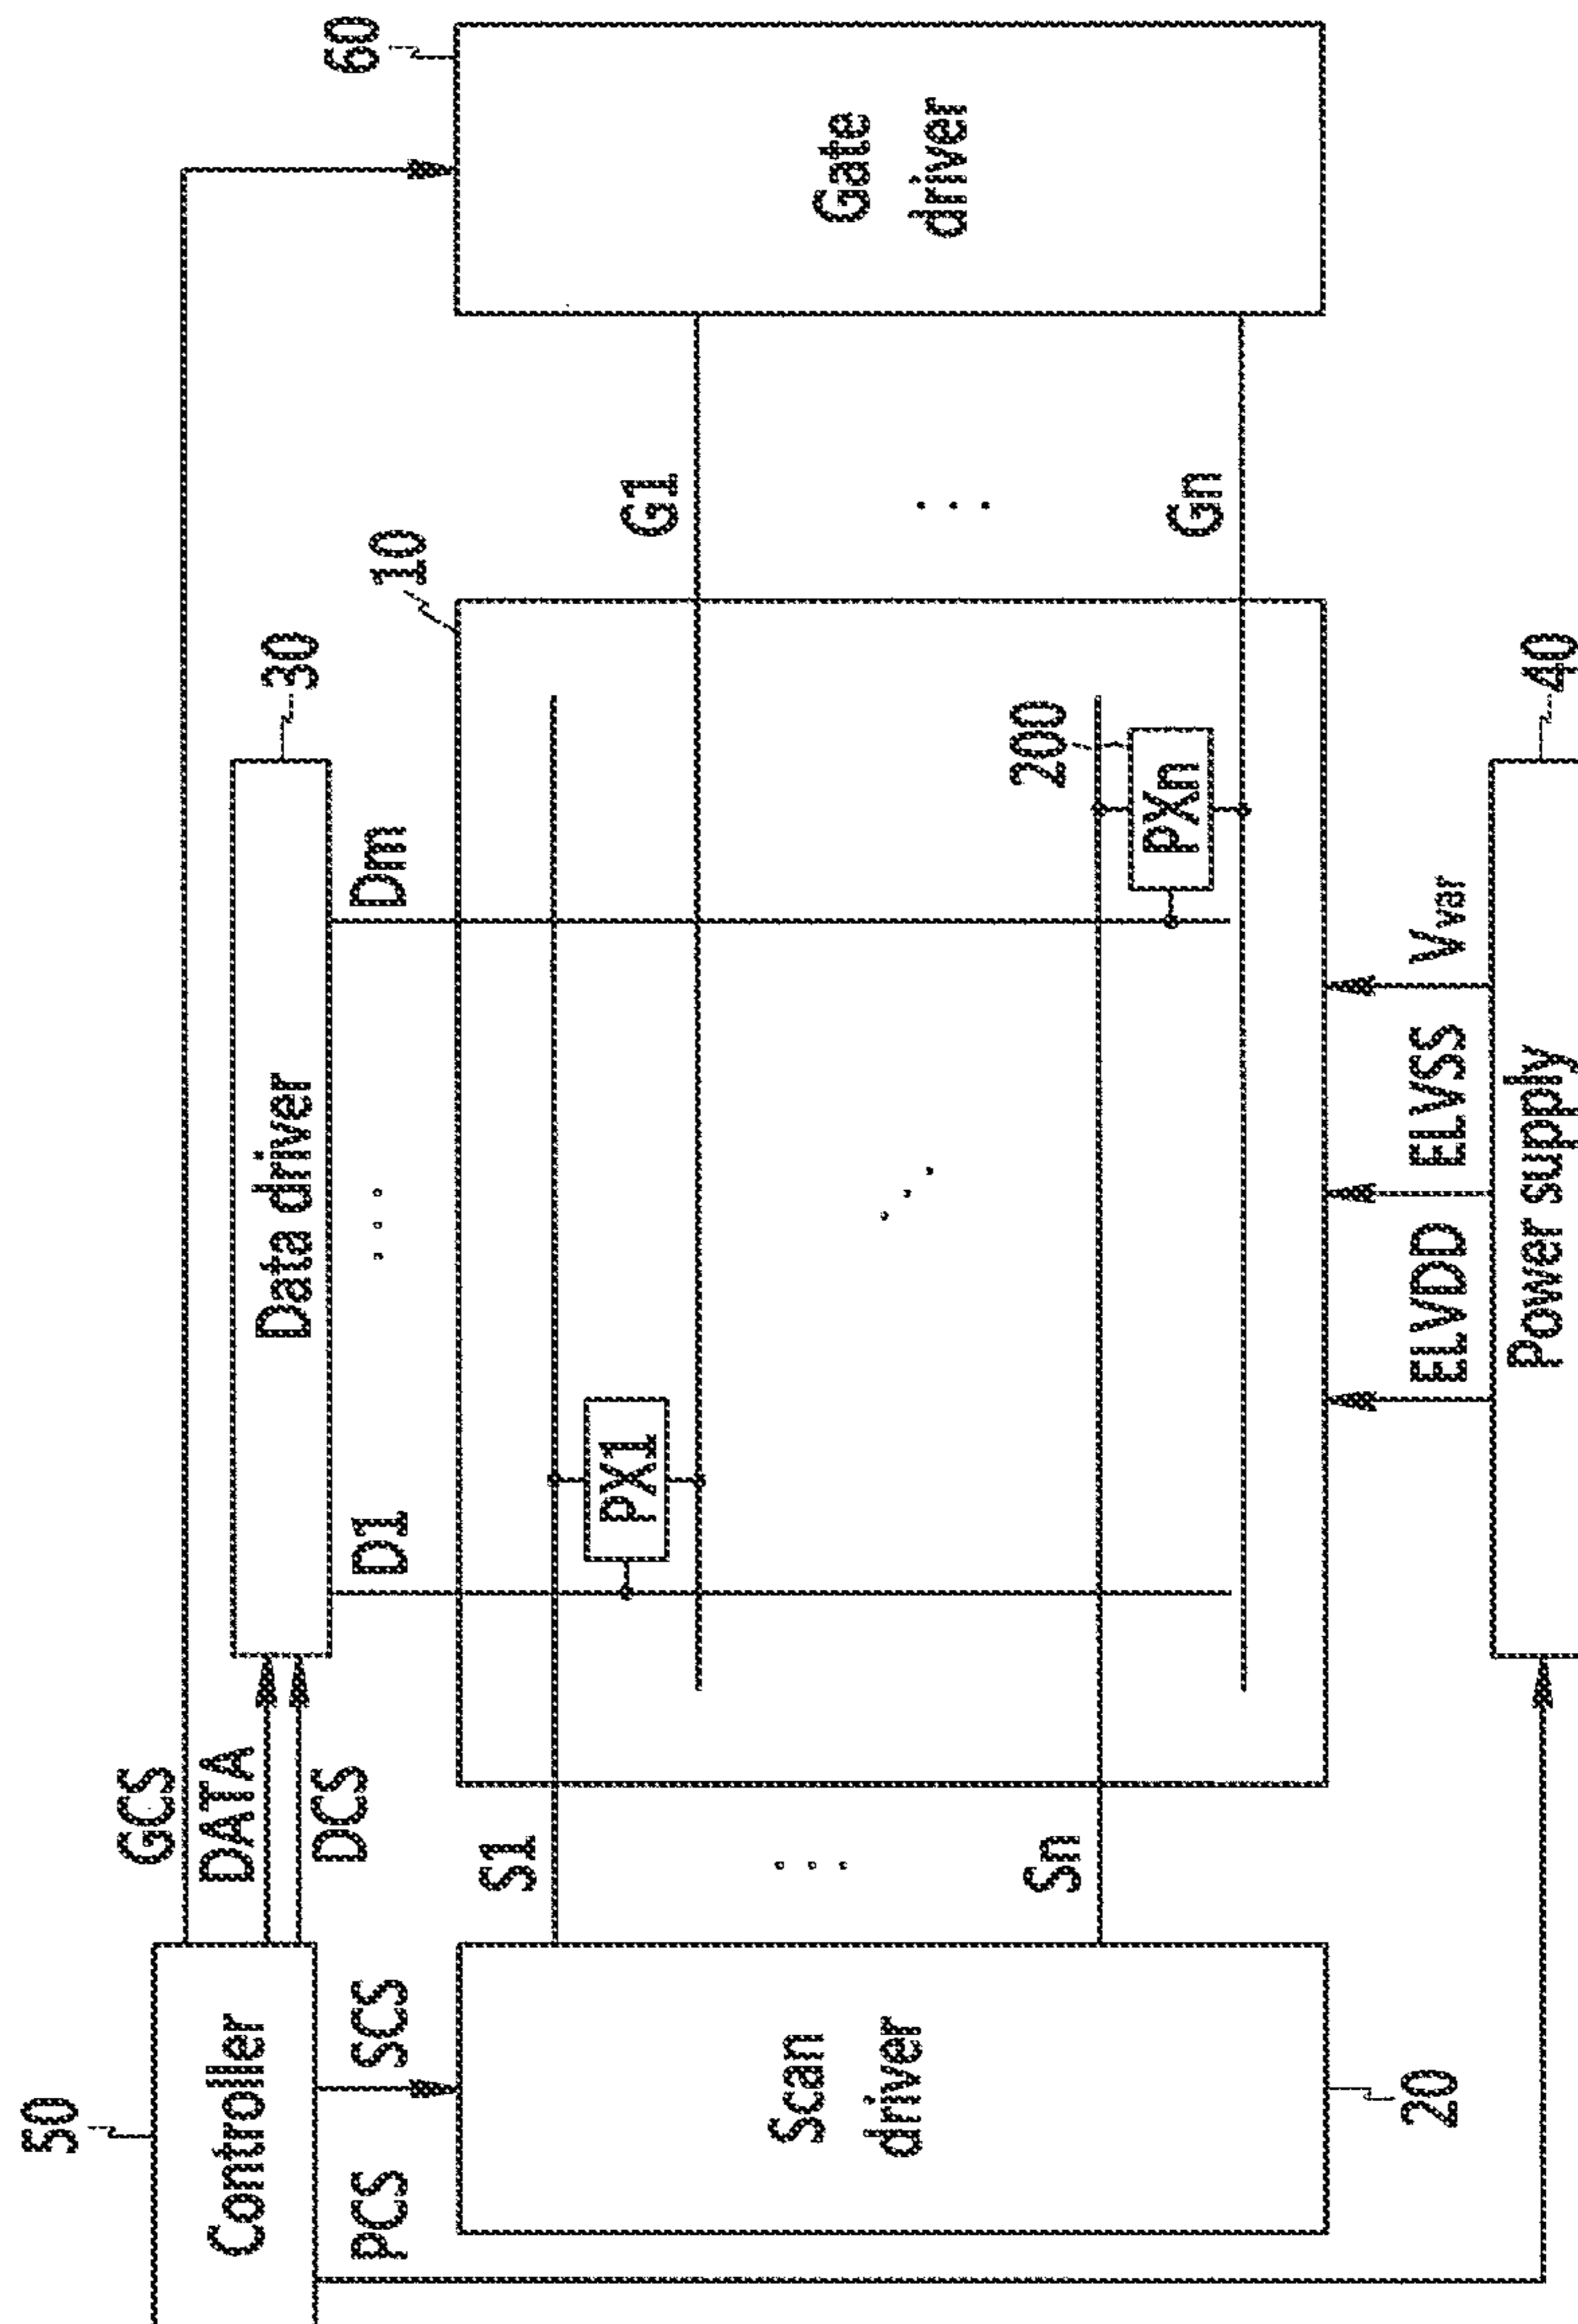 50
Controller
GCS
DATA
DCS
PCS
SCS
Data driver
30
D1
. . .
Dm
10
60
Scan
driver
20
S1
. . .
Sn
PX1
. . .
PXn
200
G1
. . .
Gn
Gate
driver
ELVDD
ELVSS
Vvar
Power supply
40